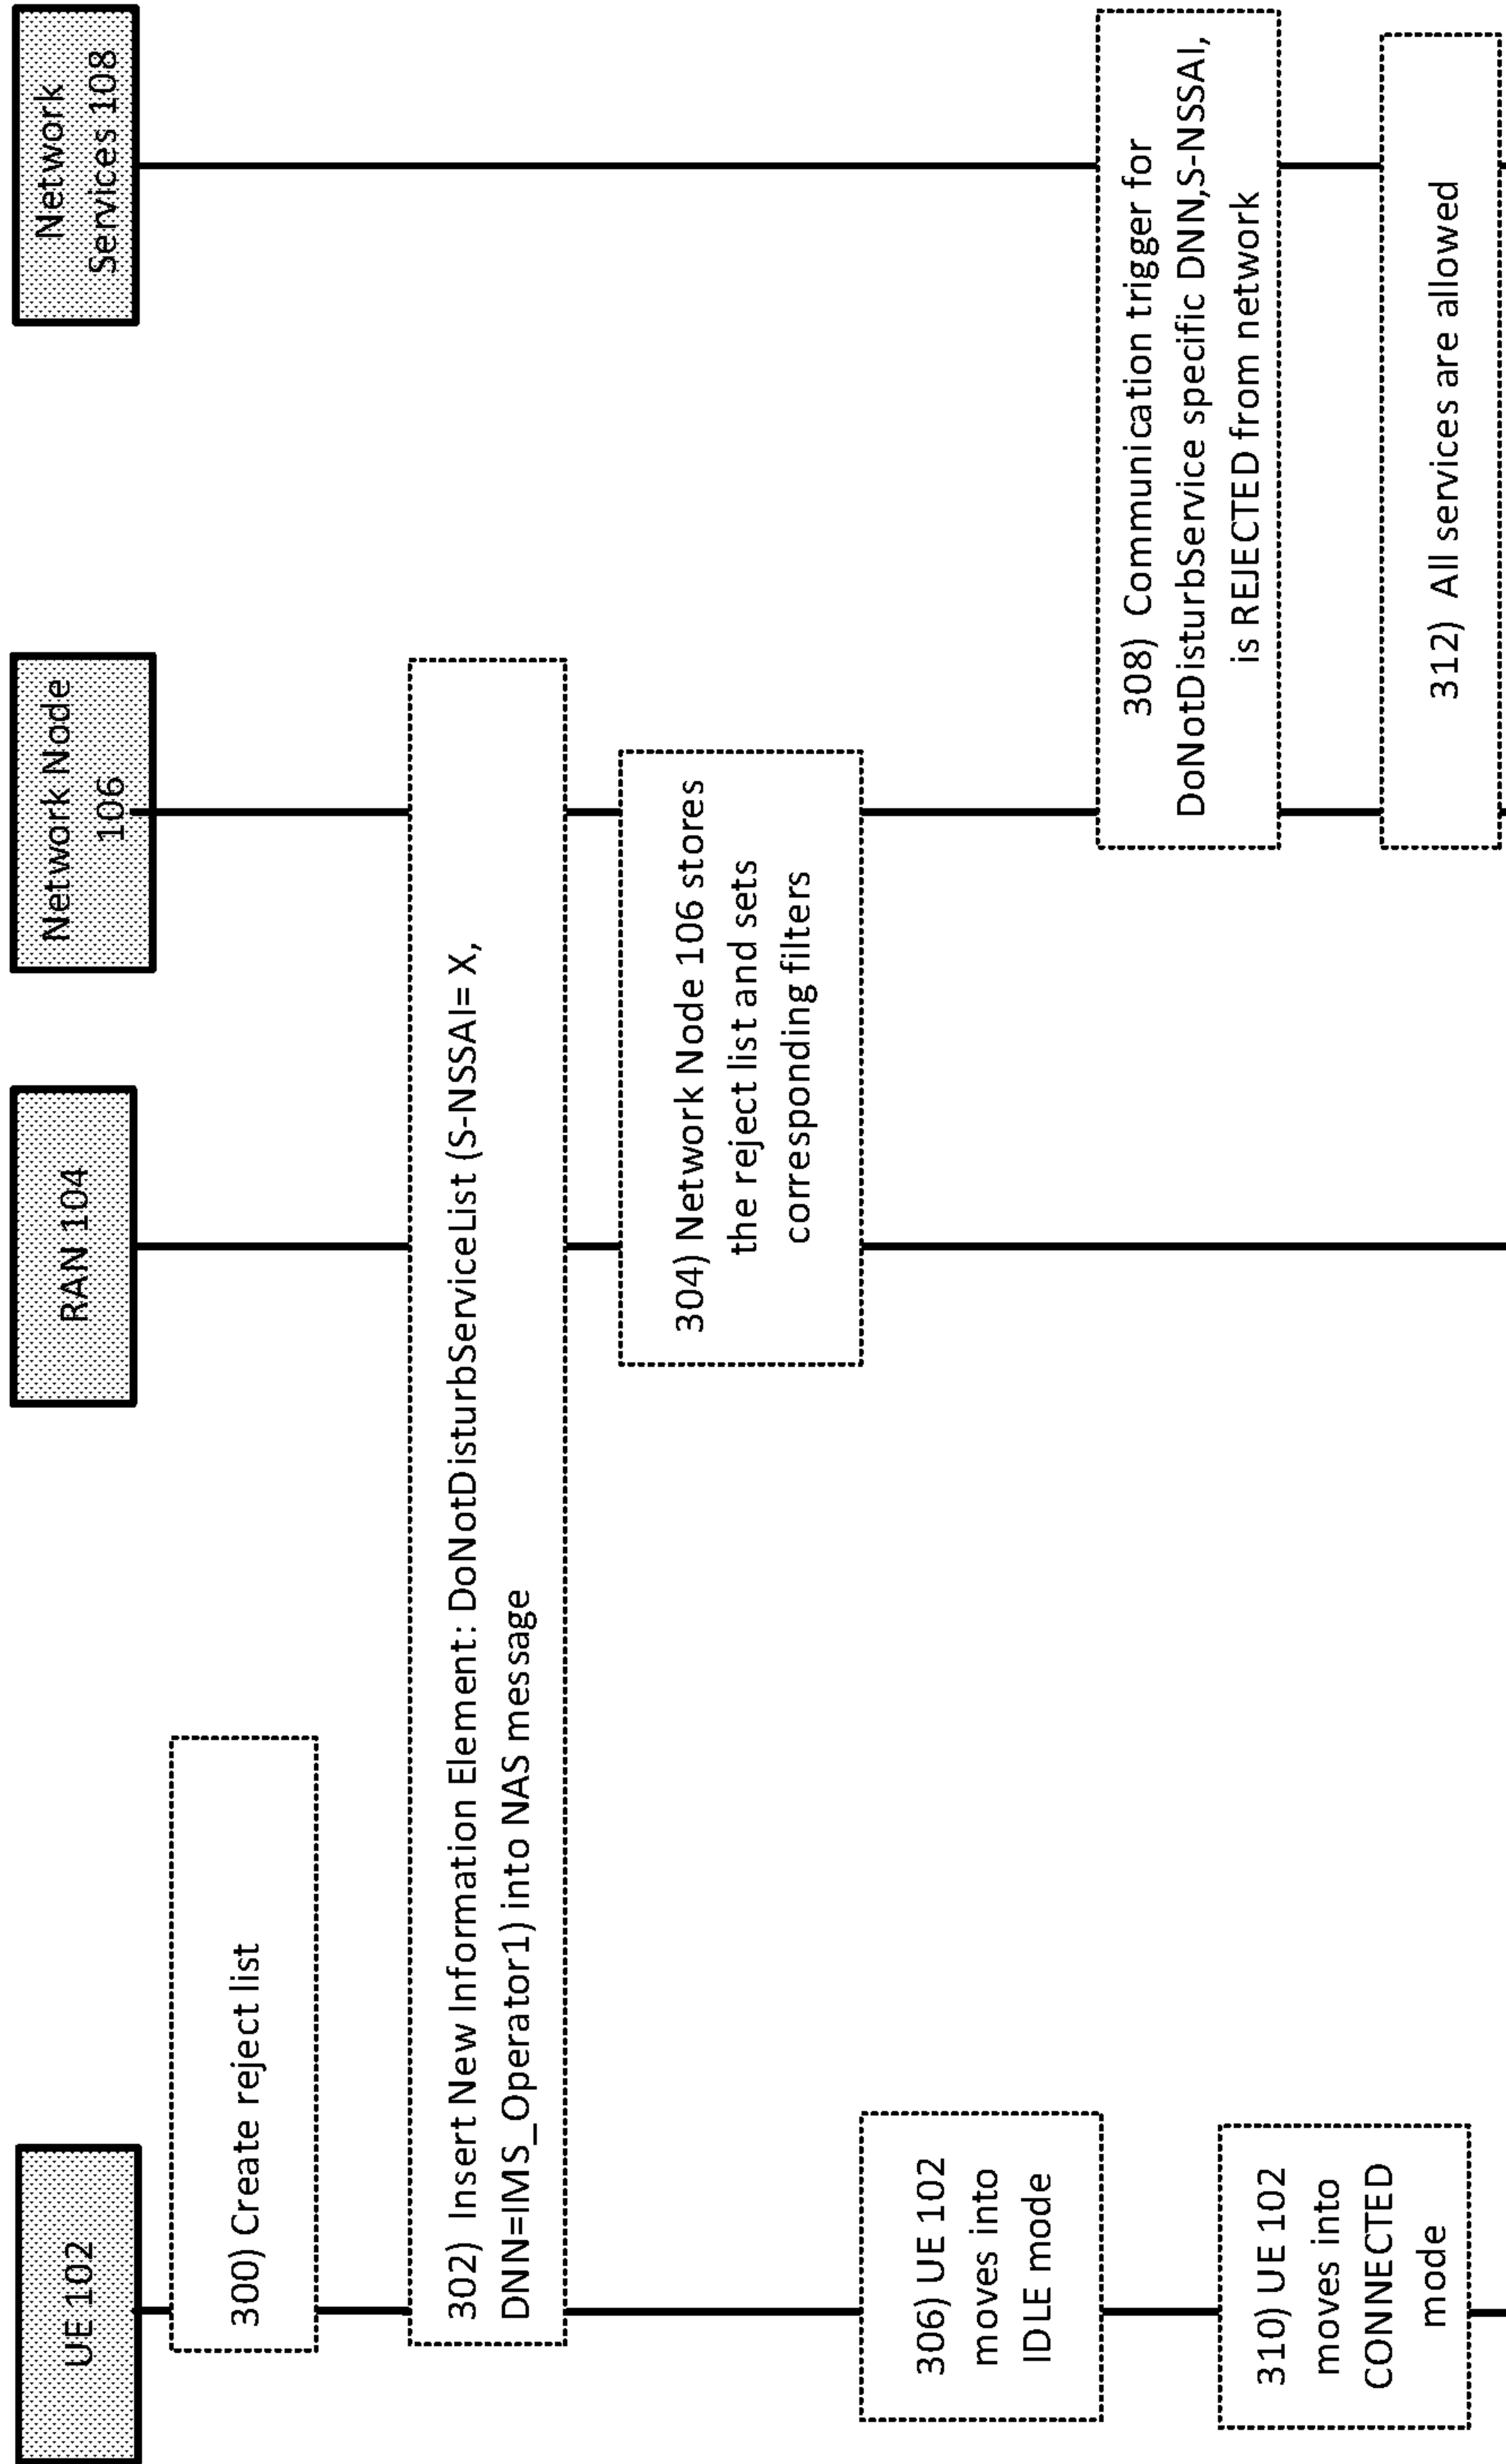 UE 102
RAN 104
Network Node
106
Network
Services 108
300) Create reject list
302) Insert New Information Element: DoNotDisturbServiceList (S-NSSAI= X,
DNN=IMS_Operator1) into NAS message
304) Network Node 106 stores
the reject list and sets
corresponding filters
306) UE 102
moves into
IDLE mode
308) Communication trigger for
DoNotDisturbService specific DNN,S-NSSAI,
is REJECTED from network
310) UE 102
moves into
CONNECTED
mode
312) All services are allowed